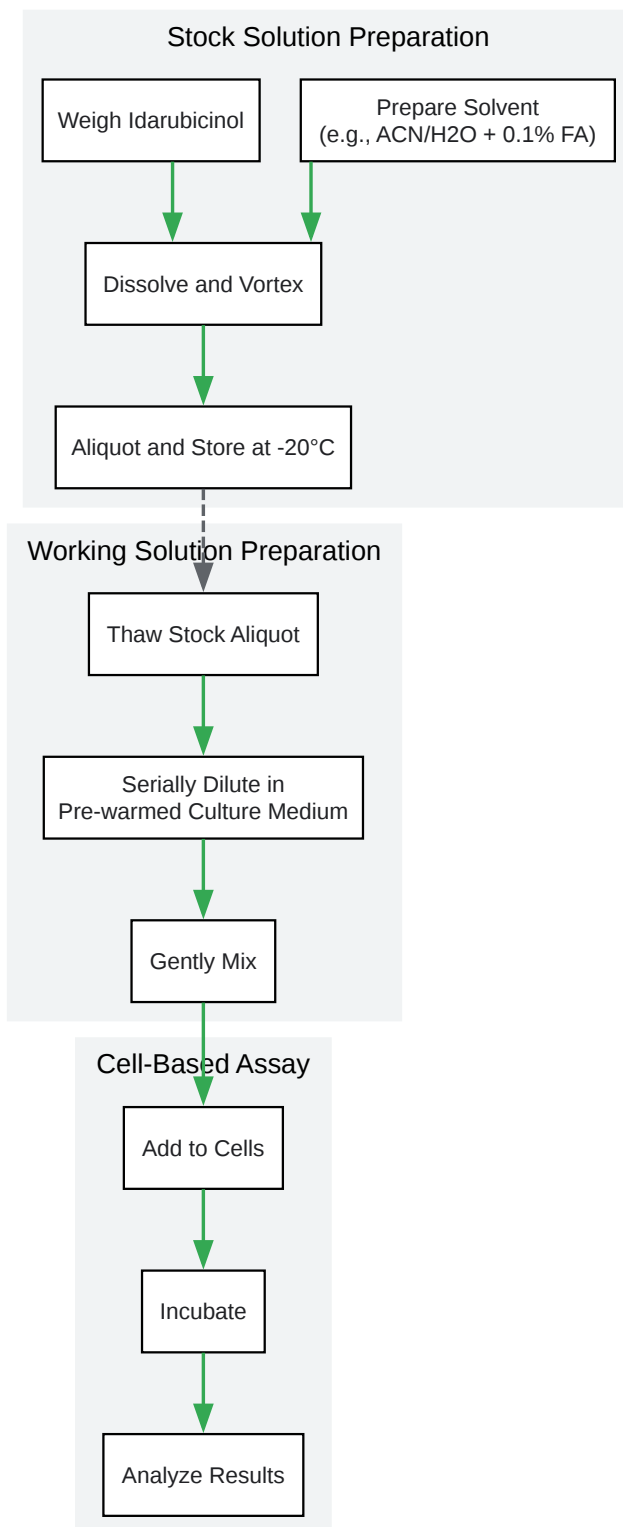 Stock Solution Preparation
Weigh Idarubicinol
Prepare Solvent
(e.g., ACN/H2O + 0.1% FA)
Dissolve and Vortex
Aliquot and Store at -20°C
Working Solution Preparation
Thaw Stock Aliquot
Serially Dilute in
Pre-warmed Culture Medium
Gently Mix
Cell-Based Assay
Add to Cells
Incubate
Analyze Results